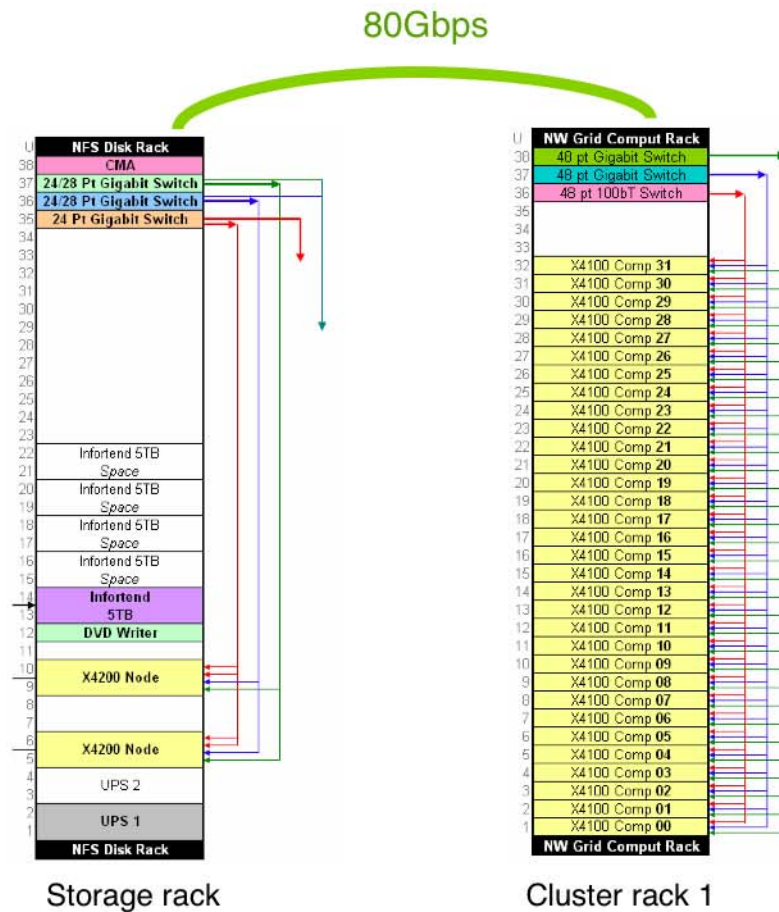 80Gbps
U
NFS Disk Rack
38
CMA
37
24/28 Pt Gigabit Switch
36
24/28 Pt Gigabit Switch
35
24 Pt Gigabit Switch
34
33
32
31
30
29
28
27
26
25
24
23
22
Infortend 5TB
21
Space
20
Infortend 5TB
19
Space
18
Infortend 5TB
17
Space
16
Infortend 5TB
15
Space
14
Infortend
13
5TB
12
DVD Writer
11
10
X4200 Node
9
8
7
6
X4200 Node
5
4
UPS 2
3
2
UPS 1
1
NFS Disk Rack
Storage rack
U
NW Grid Comput Rack
38
48 pt Gigabit Switch
37
48 pt Gigabit Switch
36
48 pt 100bT Switch
35
34
33
32
X4100 Comp 31
31
X4100 Comp 30
30
X4100 Comp 29
29
X4100 Comp 28
28
X4100 Comp 27
27
X4100 Comp 26
26
X4100 Comp 25
25
X4100 Comp 24
24
X4100 Comp 23
23
X4100 Comp 22
22
X4100 Comp 21
21
X4100 Comp 20
20
X4100 Comp 19
19
X4100 Comp 18
18
X4100 Comp 17
17
X4100 Comp 16
16
X4100 Comp 15
15
X4100 Comp 14
14
X4100 Comp 13
13
X4100 Comp 12
12
X4100 Comp 11
11
X4100 Comp 10
10
X4100 Comp 09
9
X4100 Comp 08
8
X4100 Comp 07
7
X4100 Comp 06
6
X4100 Comp 05
5
X4100 Comp 04
4
X4100 Comp 03
3
X4100 Comp 02
2
X4100 Comp 01
1
X4100 Comp 00
NW Grid Comput Rack
Cluster rack 1